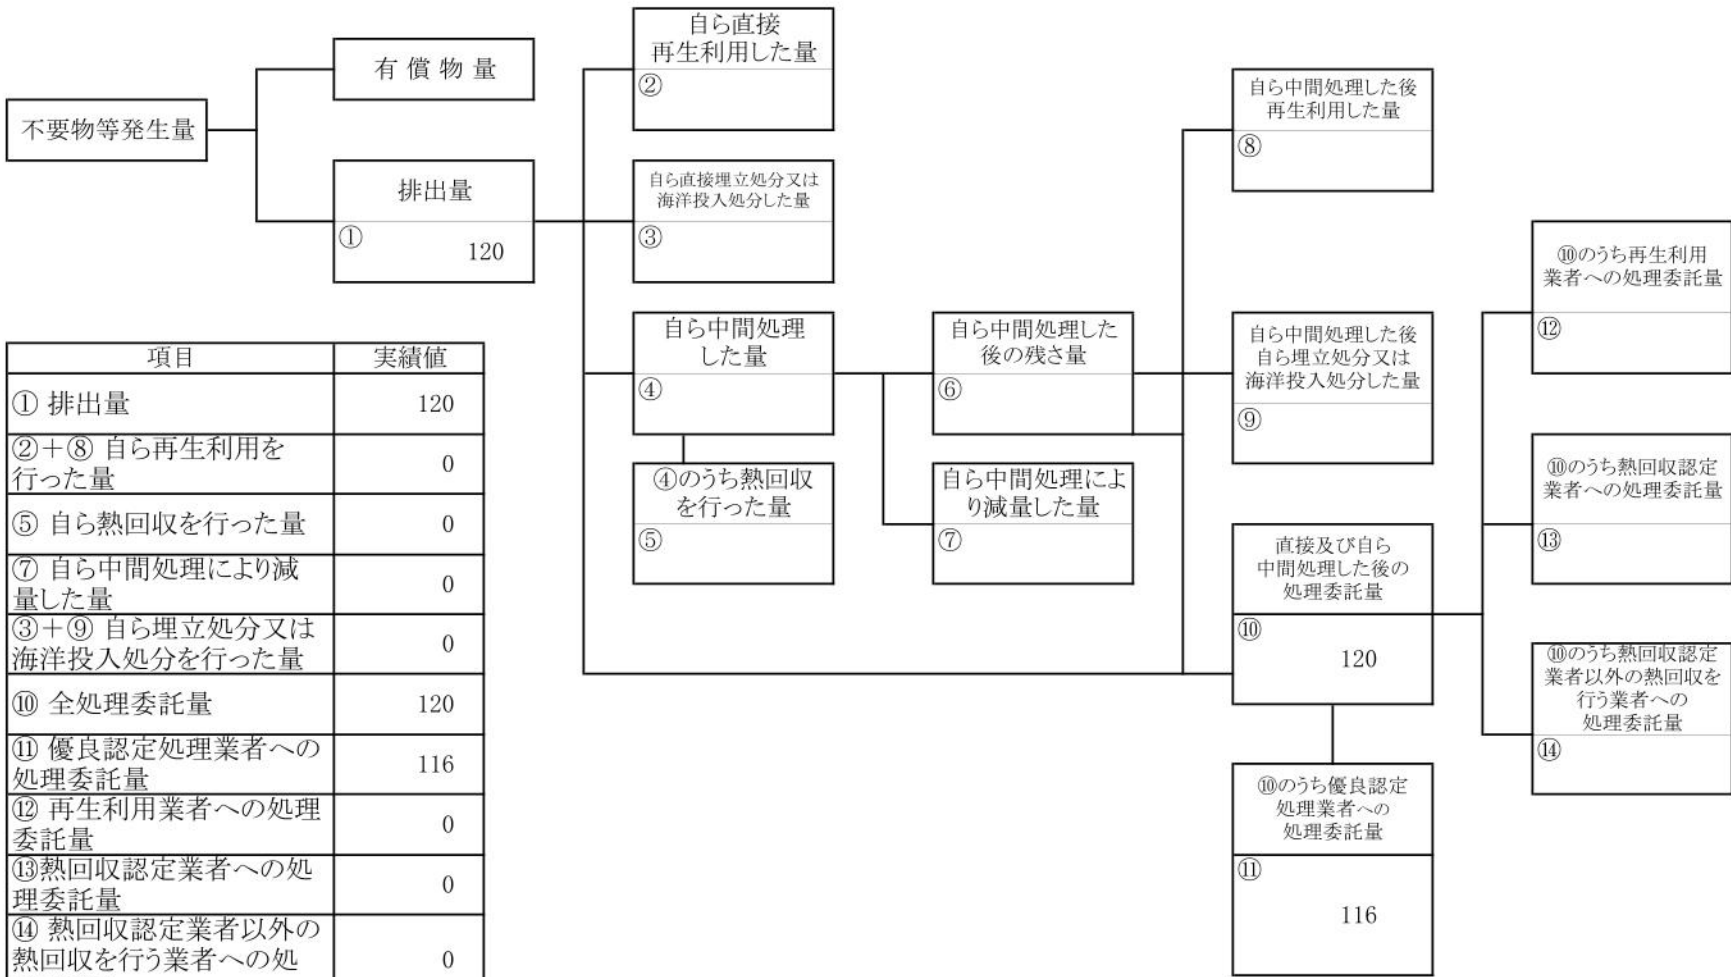 不要物等発生量
有償物量
排出量
①
120
自ら直接
再生利用した量
②
自ら直接埋立処分又は
海洋投入処分した量
③
自ら中間処理
した量
④
④のうち熱回収
を行った量
⑤
自ら中間処理した
後の残さ量
⑥
自ら中間処理によ
り減量した量
⑦
自ら中間処理した後
再生利用した量
⑧
自ら中間処理した後
自ら埋立処分又は
海洋投入処分した量
⑨
直接及び自ら
中間処理した後の
処理委託量
⑩
120
⑩のうち優良認定
処理業者への
処理委託量
⑪
116
⑩のうち再生利用
業者への処理委託量
⑫
⑩のうち熱回収認定
業者への処理委託量
⑬
⑩のうち熱回収認定
業者以外の熱回収を
行う業者への
処理委託量
⑭
項目 実績値
① 排出量 120
②+⑧ 自ら再生利用を
行った量 0
⑤ 自ら熱回収を行った量 0
⑦ 自ら中間処理により減
量した量 0
③+⑨ 自ら埋立処分又は
海洋投入処分を行った量 0
⑩ 全処理委託量 120
⑪ 優良認定処理業者への
処理委託量 116
⑫ 再生利用業者への処理
委託量 0
⑬熱回収認定業者への処
理委託量 0
⑭ 熱回収認定業者以外の
熱回収を行う業者への処 0